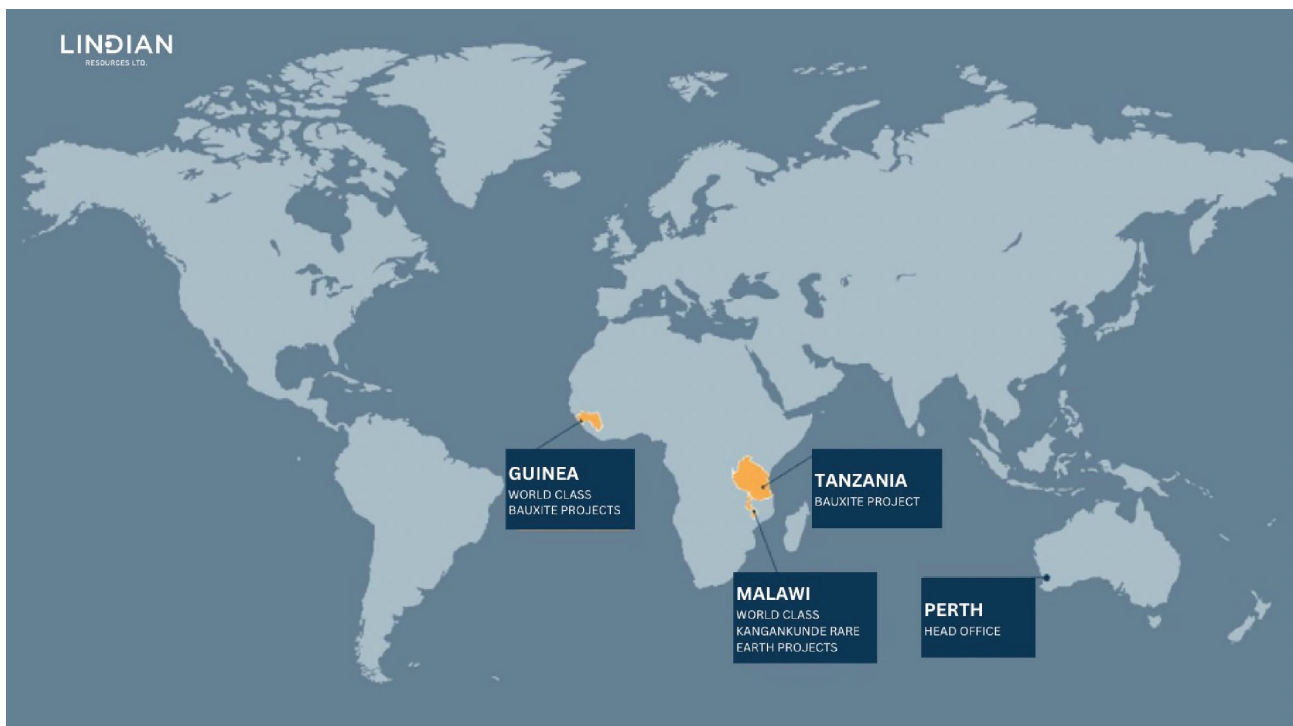 LINDIAN
RESOURCES LTD.
GUINEA
WORLD CLASS
BAUXITE PROJECTS
TANZANIA
BAUXITE PROJECT
MALAWI
WORLD CLASS
KANGANKUNDE RARE
EARTH PROJECTS
PERTH
HEAD OFFICE